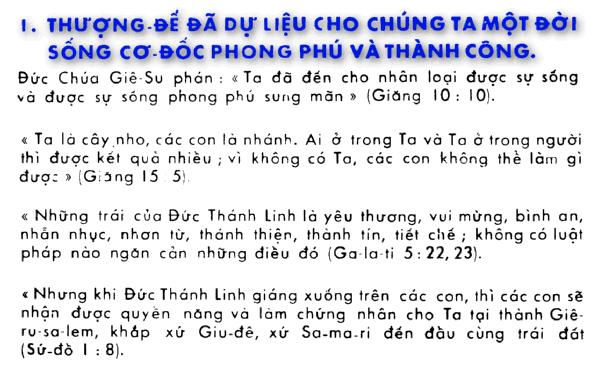 1. THƯỢNG-ĐẾ ĐÃ DỰ LIỆU CHO CHÚNG TA MỘT ĐỜI
SỐNG CƠ-ĐỐC PHONG PHÚ VÀ THÀNH CÔNG.
Đức Chúa Giê-Su phán : « Ta đã đến cho nhân loại được sự sống
và được sự sóng phong phú sung mãn » (Giăng 10 : 10).
« Ta là cây nho, các con là nhánh. Ai ở trong Ta và Ta ở trong người
thì được kết quả nhiều ; vì không có Ta, các con không thể làm gì
được » (Giăng 15 : 5).
« Những trái của Đức Thánh Linh là yêu thương, vui mừng, bình an,
nhẫn nhục, nhơn từ, thánh thiện, thành tín, tiết chế ; không có luật
pháp nào ngăn cản những điều đó (Ga-la-ti 5 : 22, 23).
« Nhưng khi Đức Thánh Linh giáng xuống trên các con, thì các con sẽ
nhận được quyền năng và làm chứng nhân cho Ta tại thành Giê-
ru-sa-lem, khắp xứ Giu-đê, xứ Sa-ma-ri đến đầu cùng trái đát
(Sứ-đồ 1 : 8).